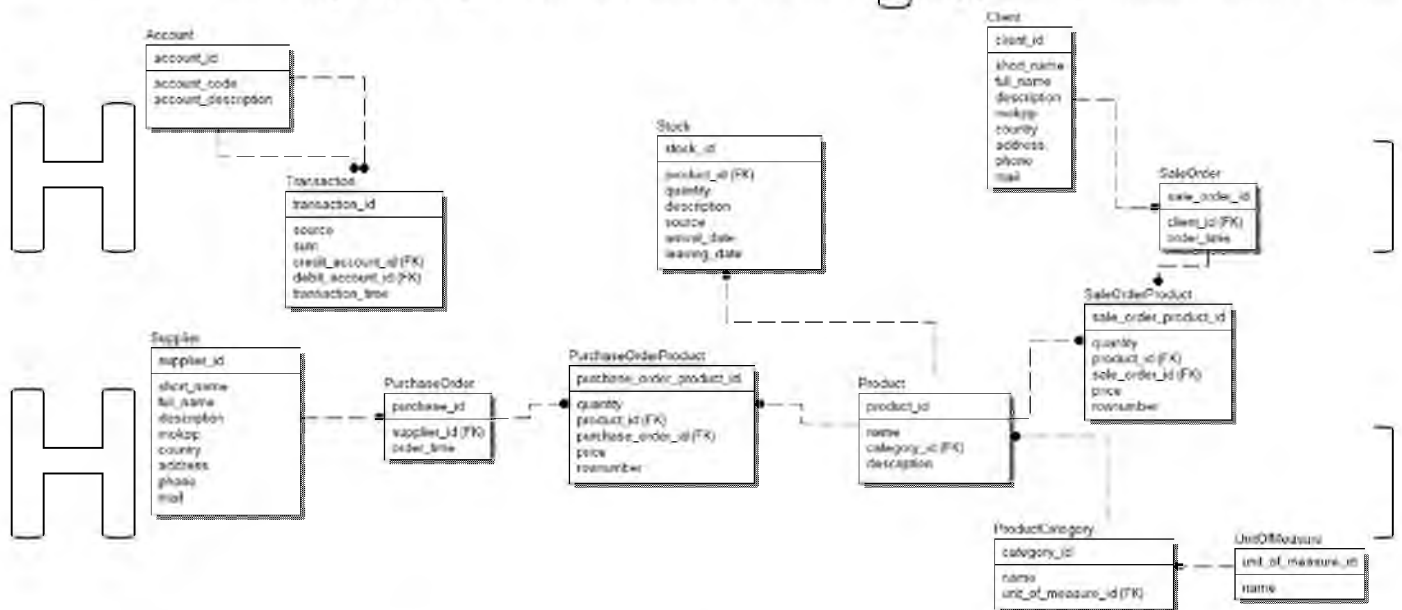 Account
account_id
account_code
account_description
Transaction
transaction_id
source
sum
credit_account_id (FK)
debit_account_id (FK)
transaction_time
Stock
stock_id
product_id (FK)
quantity
description
source
arrival_date
leaving_date
Client
client_id
short_name
full_name
description
country
address
phone
mail
SaleOrder
sale_order_id
client_id (FK)
order_time
SaleOrderProduct
sale_order_product_id
quantity
product_id (FK)
sale_order_id (FK)
price
rownumber
Supplier
supplier_id
short_name
full_name
description
country
address
phone
mail
PurchaseOrder
purchase_id
supplier_id (FK)
order_time
PurchaseOrderProduct
purchase_order_product_id
quantity
product_id (FK)
purchase_order_id (FK)
price
rownumber
Product
product_id
name
category_id (FK)
description
ProductCategory
category_id
name
unit_of_measure_id (FK)
UnitOfMeasure
unit_of_measure_id
name